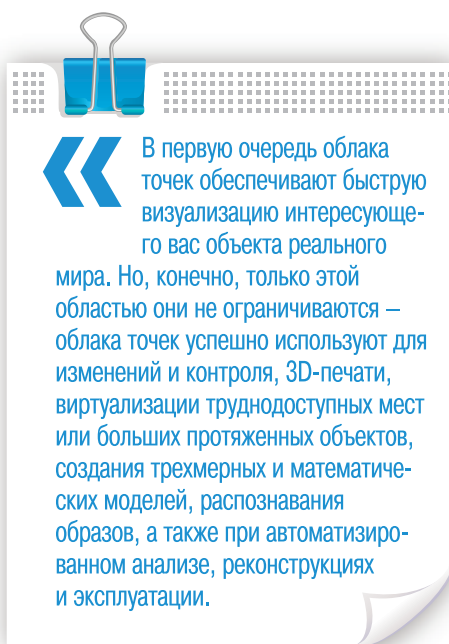 « В первую очередь облака
точек обеспечивают быструю
визуализацию интересующе-
го вас объекта реального
мира. Но, конечно, только этой
областью они не ограничиваются –
облака точек успешно используют для
изменений и контроля, 3D-печати,
виртуализации труднодоступных мест
или больших протяженных объектов,
создания трехмерных и математиче-
ских моделей, распознавания
образов, а также при автоматизиро-
ванном анализе, реконструкциях
и эксплуатации.